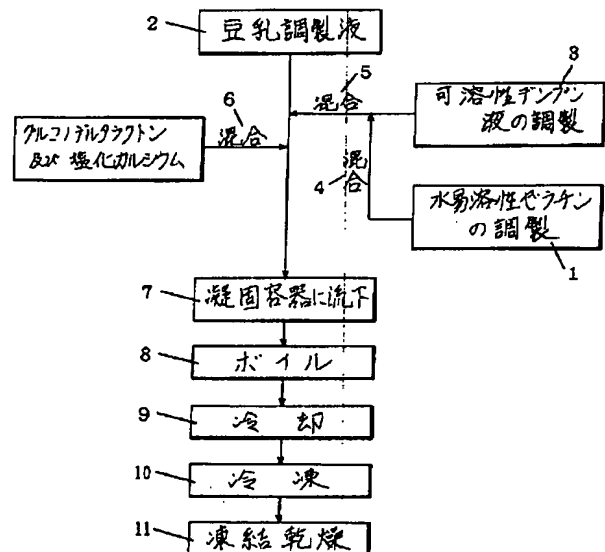 2 豆乳調製液
5
混合
3
可溶性デンプン
液の調製
6
混合
グルコノデルタラクトン
及び 塩化カルシウム
4
混合
水易溶性ゼラチン
の調製
1
7 凝固容器に流下
8 ボイル
9 冷却
10 冷凍
11 凍結乾燥